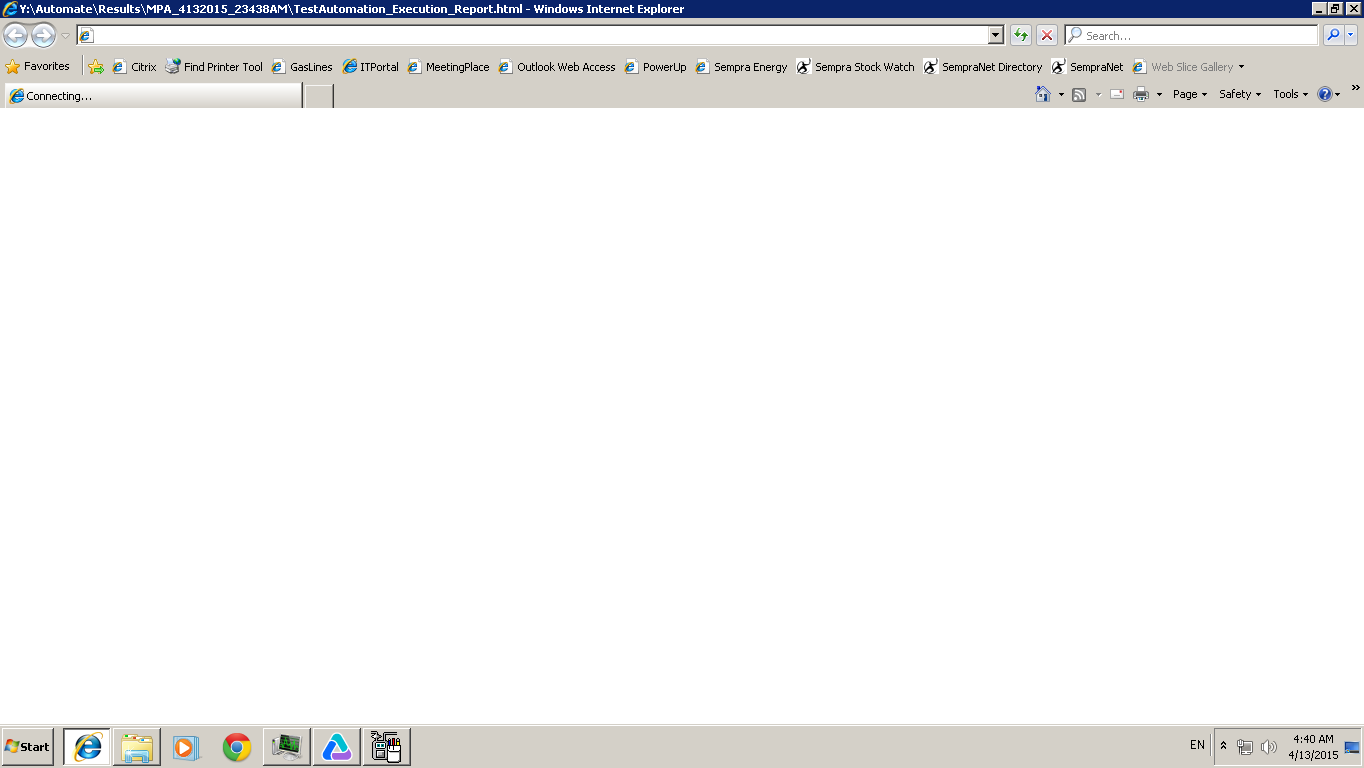 Y:\Automate\Results\MPA_4132015_23438AM\TestAutomation_Execution_Report.html - Windows Internet Explorer
Search...
Favorites Citrix Find Printer Tool GasLines ITPortal MeetingPlace Outlook Web Access PowerUp Sempra Energy Sempra Stock Watch SempraNet Directory SempraNet Web Slice Gallery
Connecting... Page Safety Tools
Start EN 4:40 AM
4/13/2015